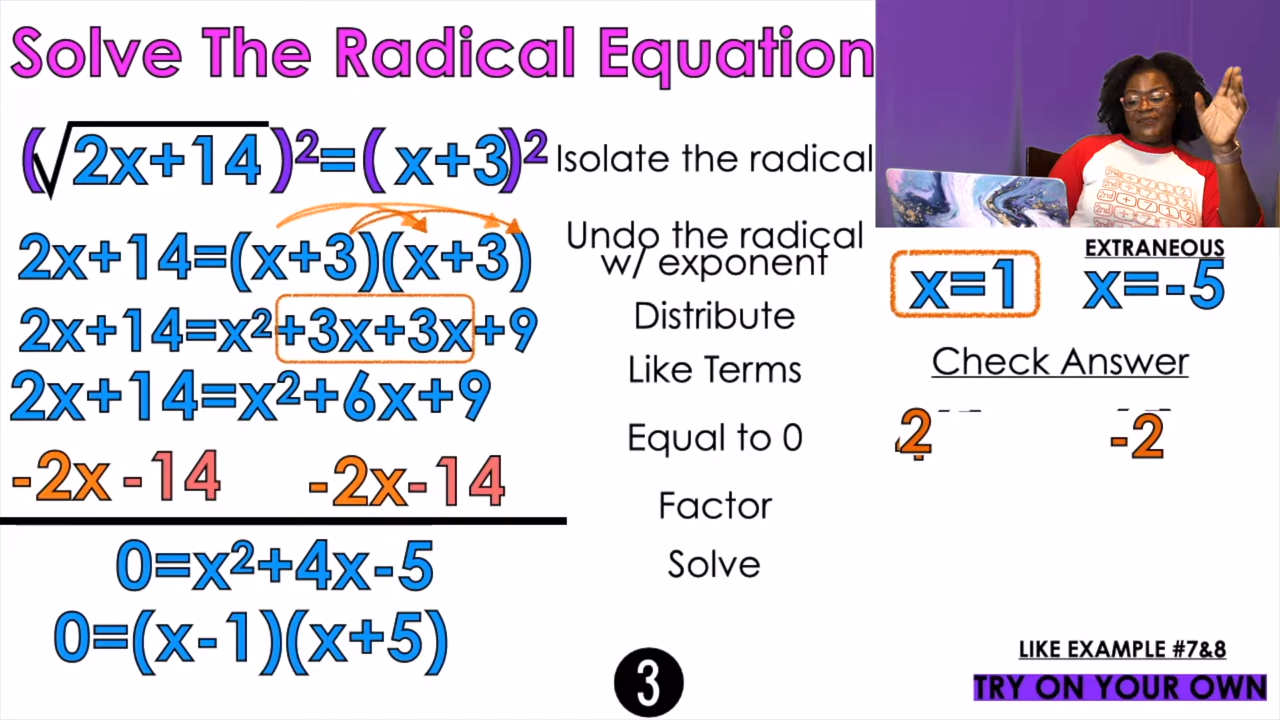 Solve The Radical Equation
(√2x+14)²=(x+3)²
Isolate the radical
2x+14=(x+3)(x+3)
Undo the radical
w/ exponent
2x+14=x²+3x+3x+9
Distribute
2x+14=x²+6x+9
Like Terms
-2x -14 -2x-14
Equal to 0
Factor
0=x²+4x-5
Solve
0=(x-1)(x+5)
3
EXTRANEOUS
x=1 x=-5
Check Answer
2 -2
LIKE EXAMPLE #7&8
TRY ON YOUR OWN